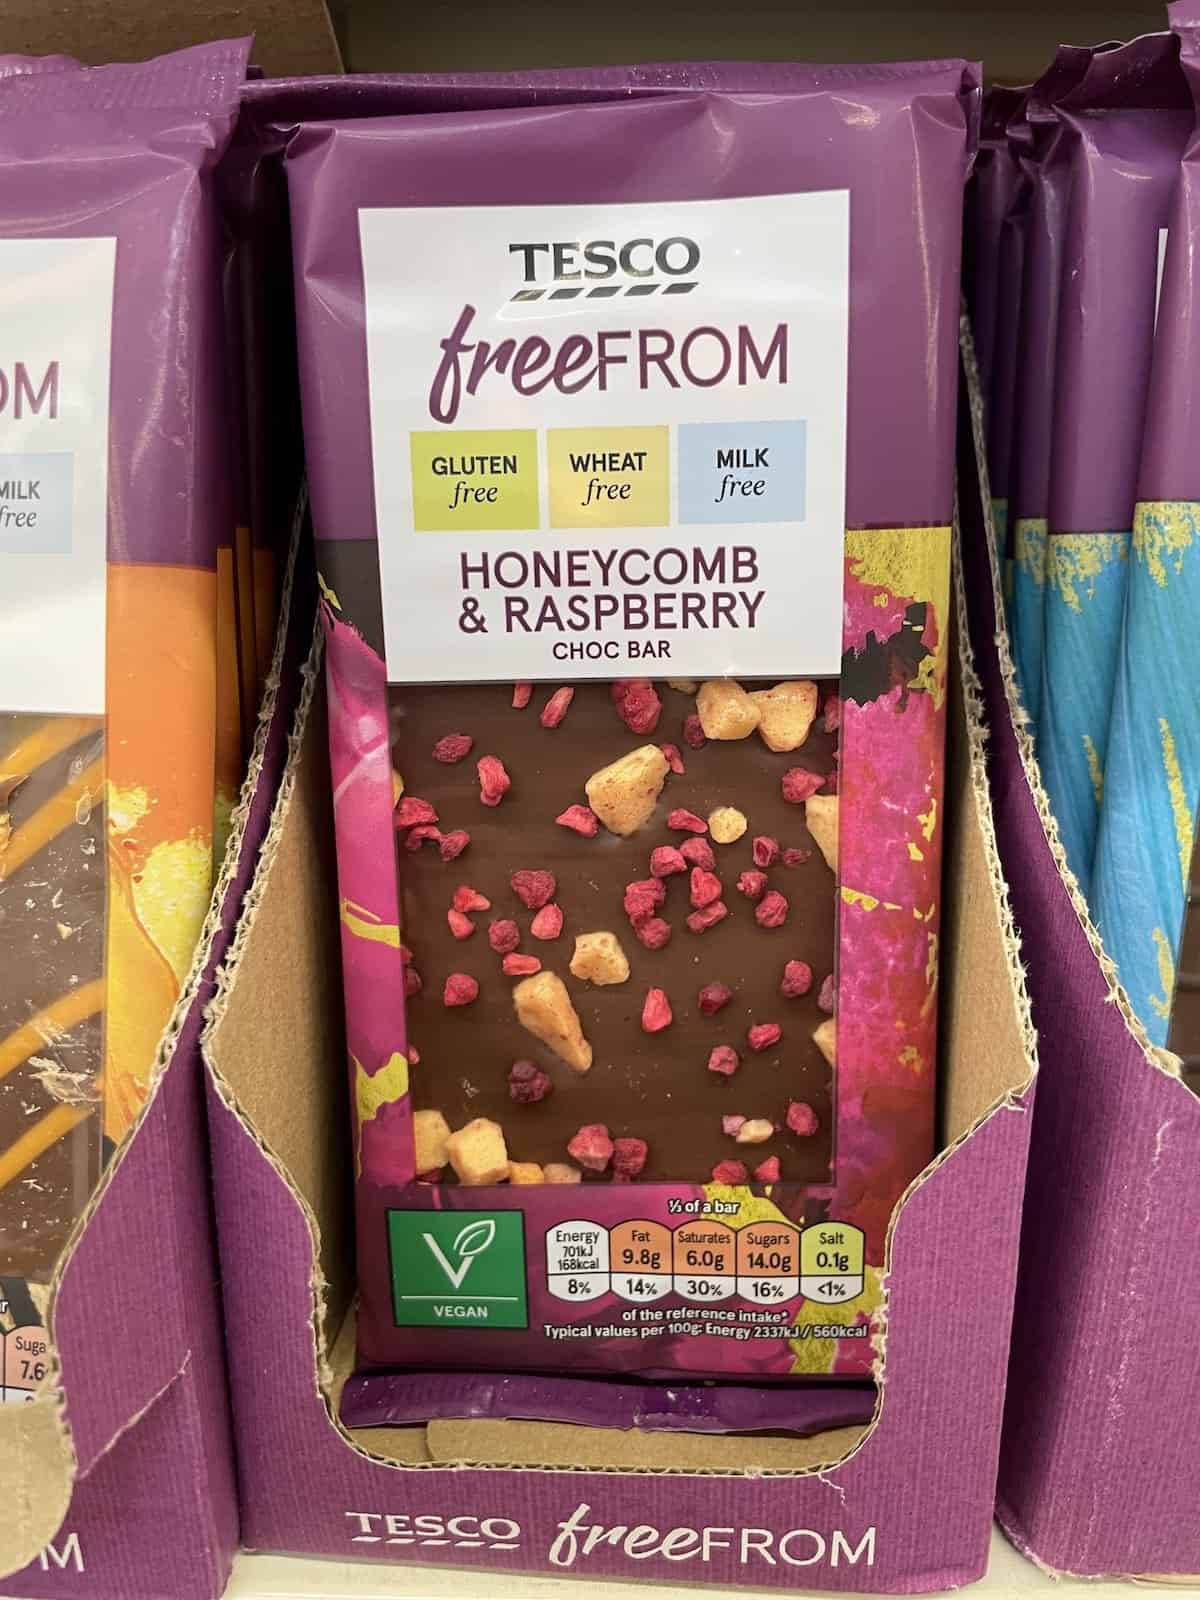 TESCO
freeFROM
GLUTEN free
WHEAT free
MILK free
HONEYCOMB
& RASPBERRY
CHOC BAR
VEGAN
⅓ of a bar
Energy 701kJ 168kcal 8%
Fat 9.8g 14%
Saturates 6.0g 30%
Sugars 14.0g 16%
Salt 0.1g <1%
of the reference intake*
Typical values per 100g: Energy 2337kJ / 560kcal
TESCO freeFROM
OM
MILK
free
Suga
7.6
M